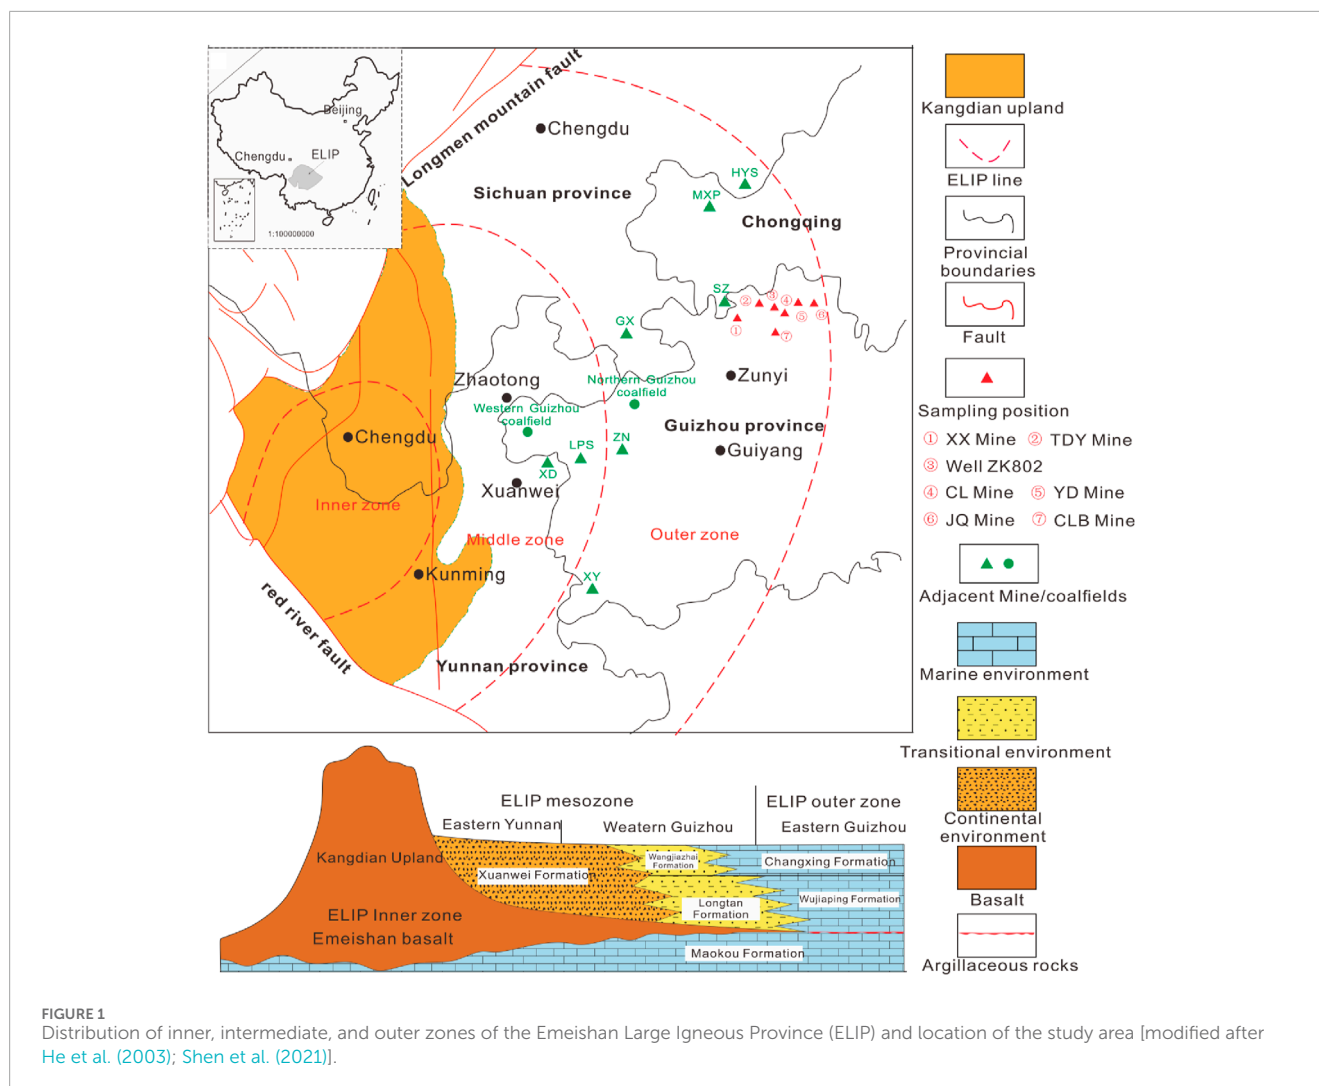 Beijing
Chengdu
ELIP
1:100000000
Longmen mountain fault
Chengdu
Sichuan province
HYS
MXP
Chongqing
SZ
② ③ ④
① ⑤ ⑥
⑦
GX
Zhaotong
Northern Guizhou
coalfield
Zunyi
Western Guizhou
coalfield
Guizhou province
Chengdu
ZN
LPS
Guiyang
XD
Xuanwei
Inner zone
Middle zone
Outer zone
Kunming
XY
red river fault
Yunnan province
Kangdian upland
ELIP line
Provincial
boundaries
Fault
Sampling position
① XX Mine ② TDY Mine
③ Well ZK802
④ CL Mine ⑤ YD Mine
⑥ JQ Mine ⑦ CLB Mine
Adjacent Mine/coalfields
Marine environment
Transitional environment
Continental
environment
Basalt
Argillaceous rocks
ELIP mesozone
ELIP outer zone
Eastern Yunnan
Weatern Guizhou
Eastern Guizhou
Kangdian Upland
Wangjiazhai
Formation
Changxing Formation
Xuanwei Formation
Longtan
Formation
Wujiaping Formation
ELIP Inner zone
Emeishan basalt
Maokou Formation
FIGURE 1
Distribution of inner, intermediate, and outer zones of the Emeishan Large Igneous Province (ELIP) and location of the study area [modified after
He et al. (2003); Shen et al. (2021)].